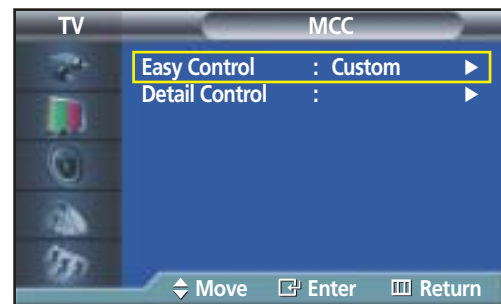 TV MCC
Easy Control : Custom
Detail Control :
Move Enter Return